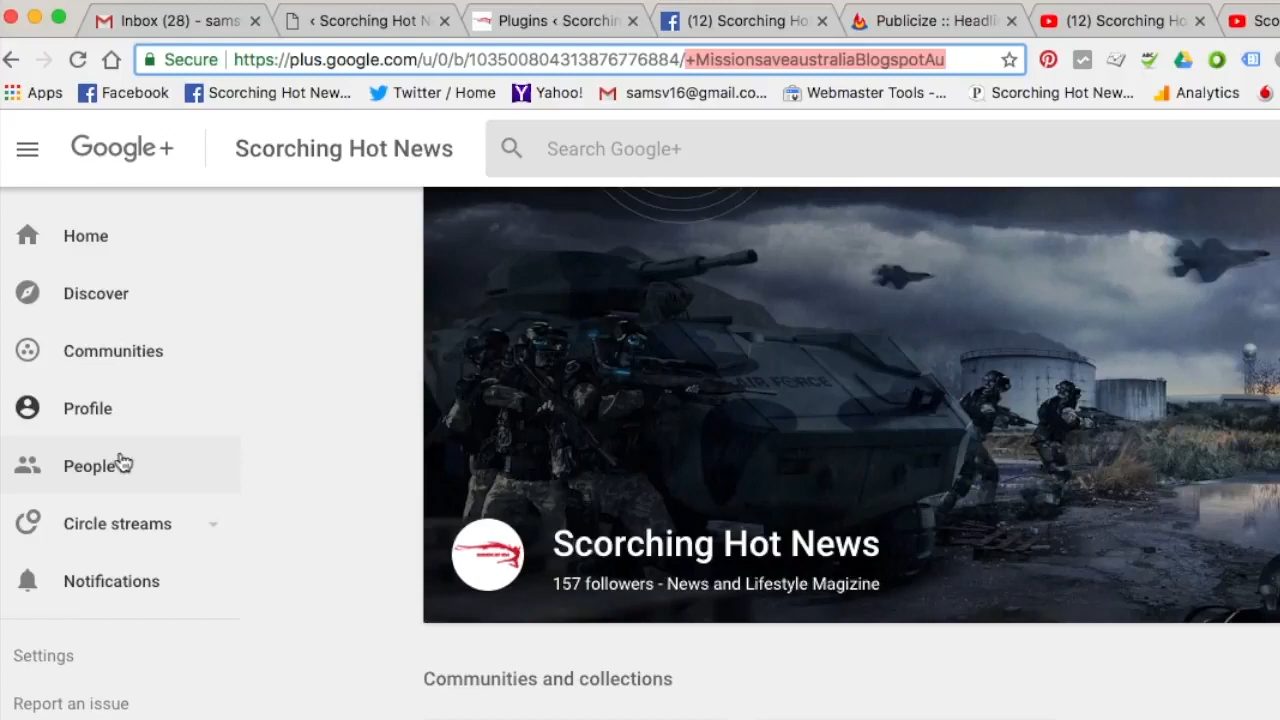 Inbox (28) - sams
‹ Scorching Hot N
Plugins ‹ Scorchin
(12) Scorching Ho
Publicize :: Headli
(12) Scorching Ho
Sco
Secure https://plus.google.com/u/0/b/103500804313876776884/+MissionsaveaustraliaBlogspotAu
Apps Facebook Scorching Hot New... Twitter / Home Yahoo! samsv16@gmail.co... Webmaster Tools -... Scorching Hot New... Analytics
Google+ Scorching Hot News Search Google+
Home
Discover
Communities
Profile
People
Circle streams
Notifications
Settings
Report an issue
AIR FORCE
Scorching Hot News
157 followers - News and Lifestyle Magizine
Communities and collections